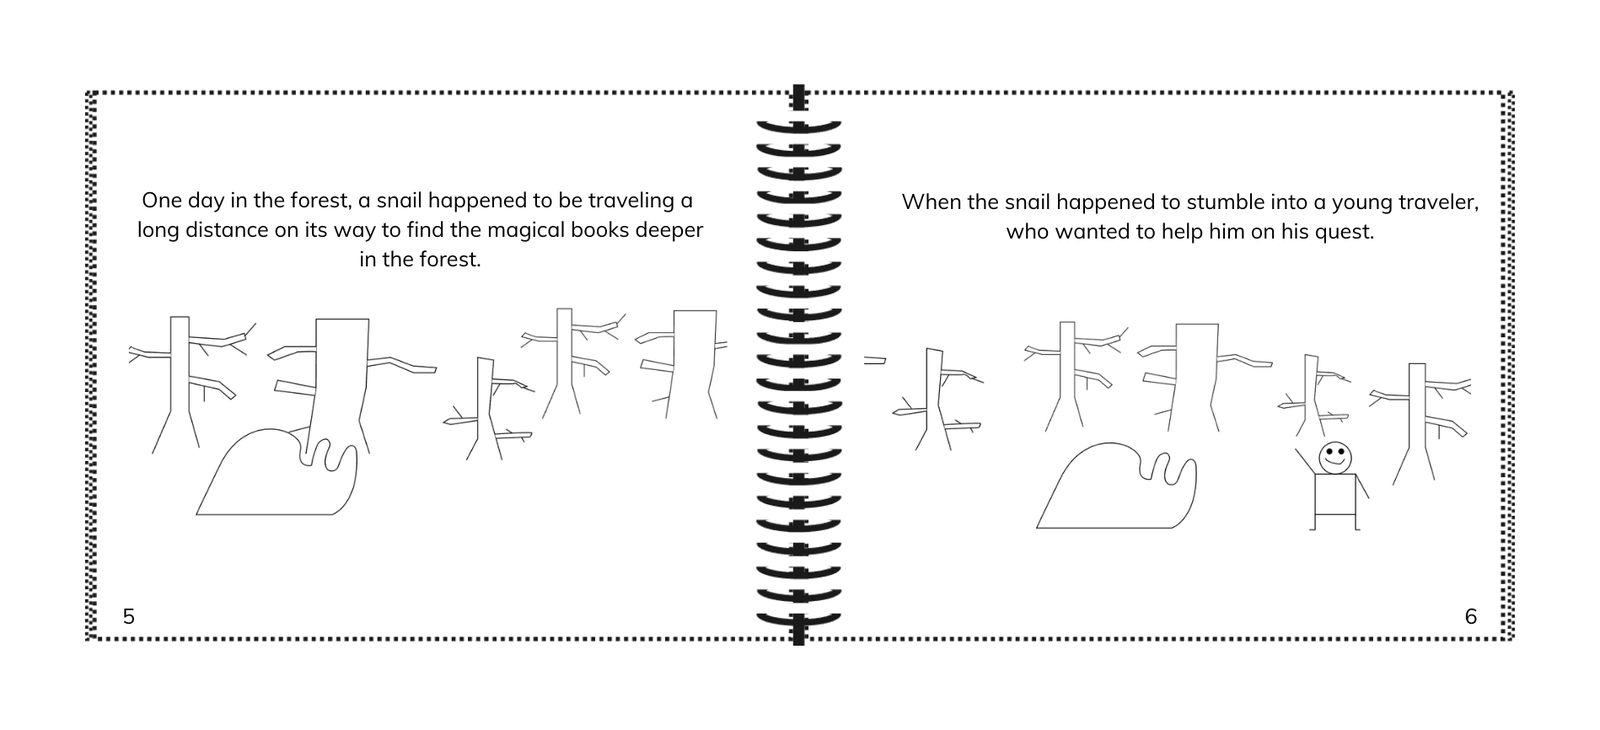 One day in the forest, a snail happened to be traveling a
long distance on its way to find the magical books deeper
in the forest.
5
When the snail happened to stumble into a young traveler,
who wanted to help him on his quest.
6